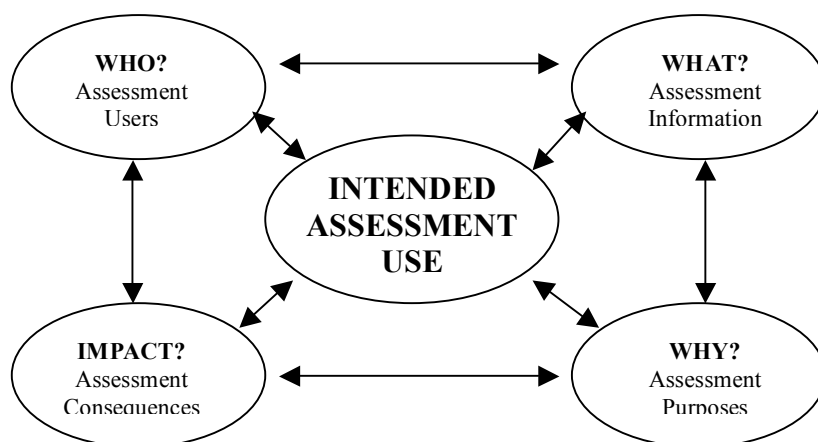 WHO?
Assessment
Users
WHAT?
Assessment
Information
INTENDED
ASSESSMENT
USE
IMPACT?
Assessment
Consequences
WHY?
Assessment
Purposes